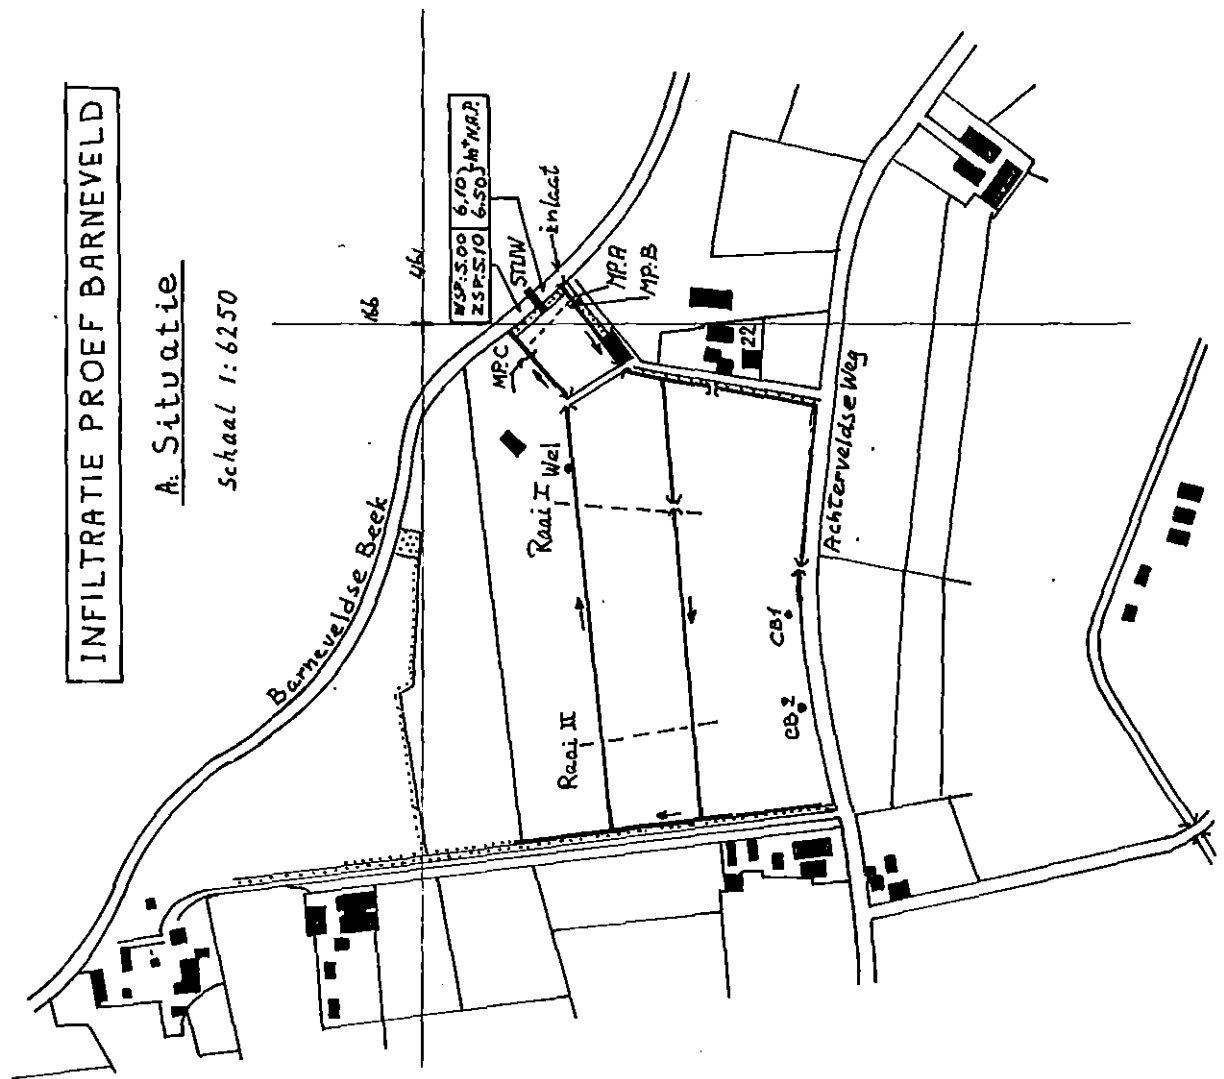 INFILTRATIE PROEF BARNEVELD
A. Situatie
Schaal 1:6250
166
461
WSP:5.00 6,10
ZSP:5.10 6.50 } m+N.A.P.
STUW
inlaat
MP.A
MP.B
MP.C
22
Wel
Raai I
Raai II
Barneveldse Beek
Achterveldse Weg
CB1
CB2